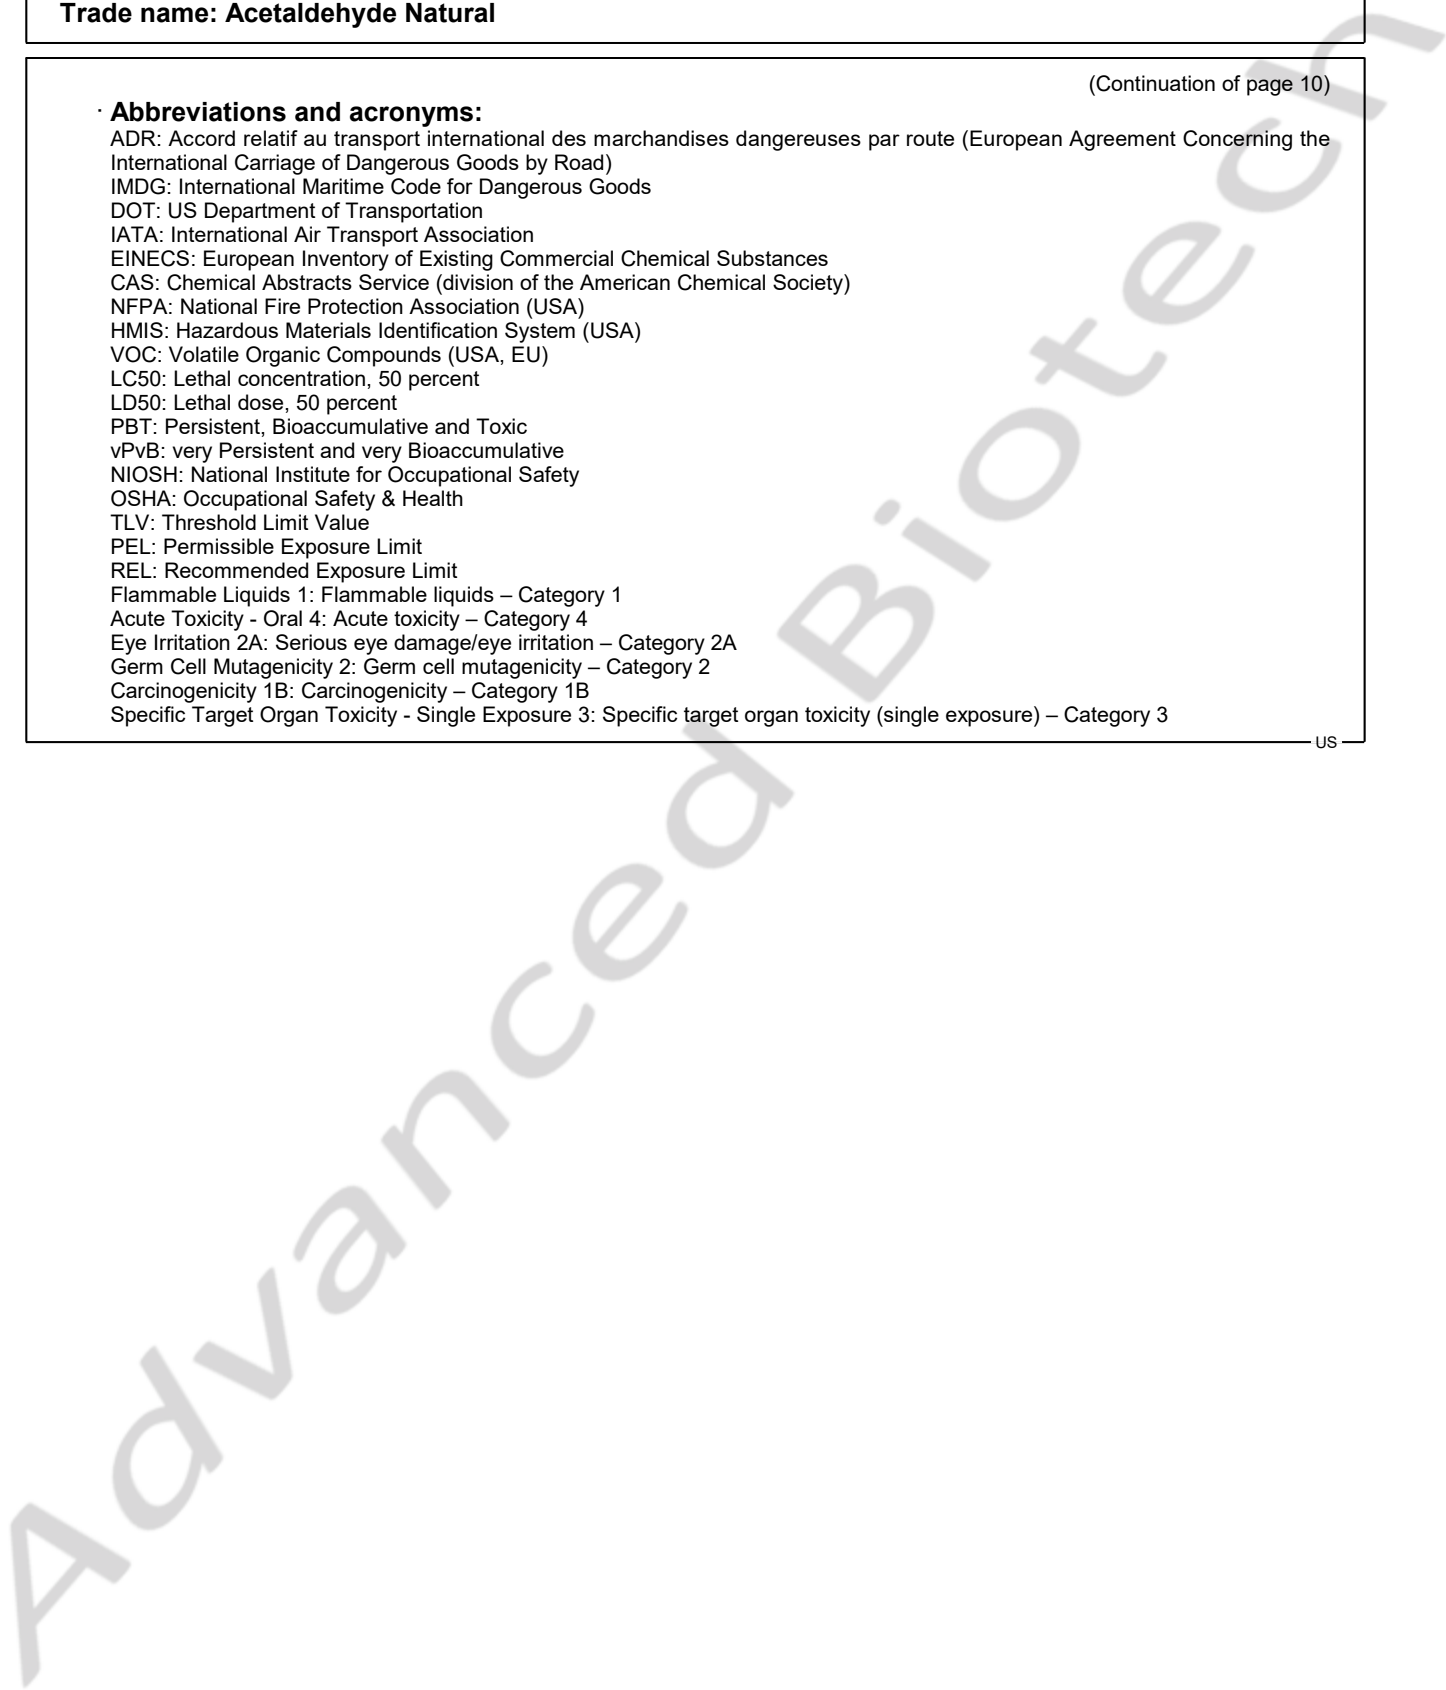 Trade name: Acetaldehyde Natural
(Continuation of page 10)
· Abbreviations and acronyms:
ADR: Accord relatif au transport international des marchandises dangereuses par route (European Agreement Concerning the
International Carriage of Dangerous Goods by Road)
IMDG: International Maritime Code for Dangerous Goods
DOT: US Department of Transportation
IATA: International Air Transport Association
EINECS: European Inventory of Existing Commercial Chemical Substances
CAS: Chemical Abstracts Service (division of the American Chemical Society)
NFPA: National Fire Protection Association (USA)
HMIS: Hazardous Materials Identification System (USA)
VOC: Volatile Organic Compounds (USA, EU)
LC50: Lethal concentration, 50 percent
LD50: Lethal dose, 50 percent
PBT: Persistent, Bioaccumulative and Toxic
vPvB: very Persistent and very Bioaccumulative
NIOSH: National Institute for Occupational Safety
OSHA: Occupational Safety & Health
TLV: Threshold Limit Value
PEL: Permissible Exposure Limit
REL: Recommended Exposure Limit
Flammable Liquids 1: Flammable liquids – Category 1
Acute Toxicity - Oral 4: Acute toxicity – Category 4
Eye Irritation 2A: Serious eye damage/eye irritation – Category 2A
Germ Cell Mutagenicity 2: Germ cell mutagenicity – Category 2
Carcinogenicity 1B: Carcinogenicity – Category 1B
Specific Target Organ Toxicity - Single Exposure 3: Specific target organ toxicity (single exposure) – Category 3
US
Advanced Biotech